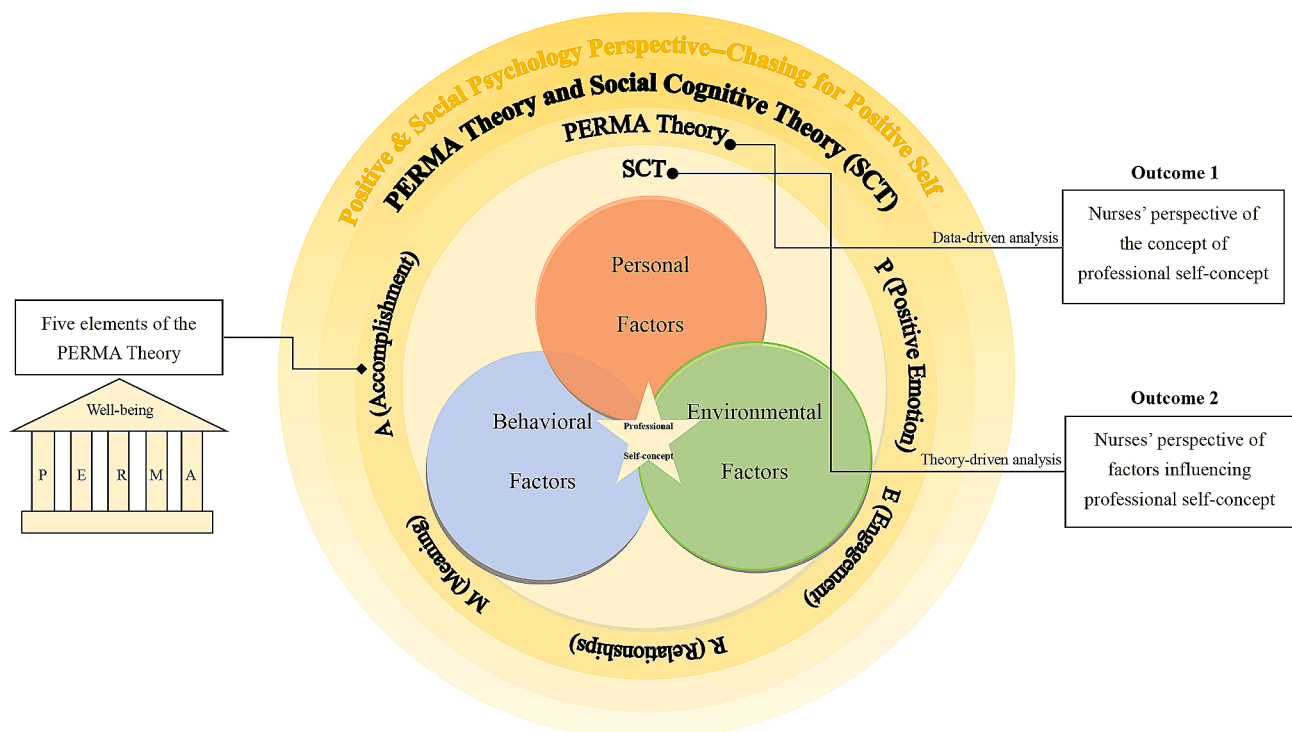 Positive & Social Psychology Perspective—Chasing for Positive Self
PERMA Theory and Social Cognitive Theory (SCT)
PERMA Theory
SCT
Personal
Factors
Behavioral
Factors
Environmental
Factors
Professional
Self-concept
P (Positive Emotion)
E (Engagement)
R (Relationships)
M (Meaning)
A (Accomplishment)
Five elements of the
PERMA Theory
Well-being
P E R M A
Data-driven analysis
Outcome 1
Nurses’ perspective of
the concept of
professional self-concept
Theory-driven analysis
Outcome 2
Nurses’ perspective of
factors influencing
professional self-concept